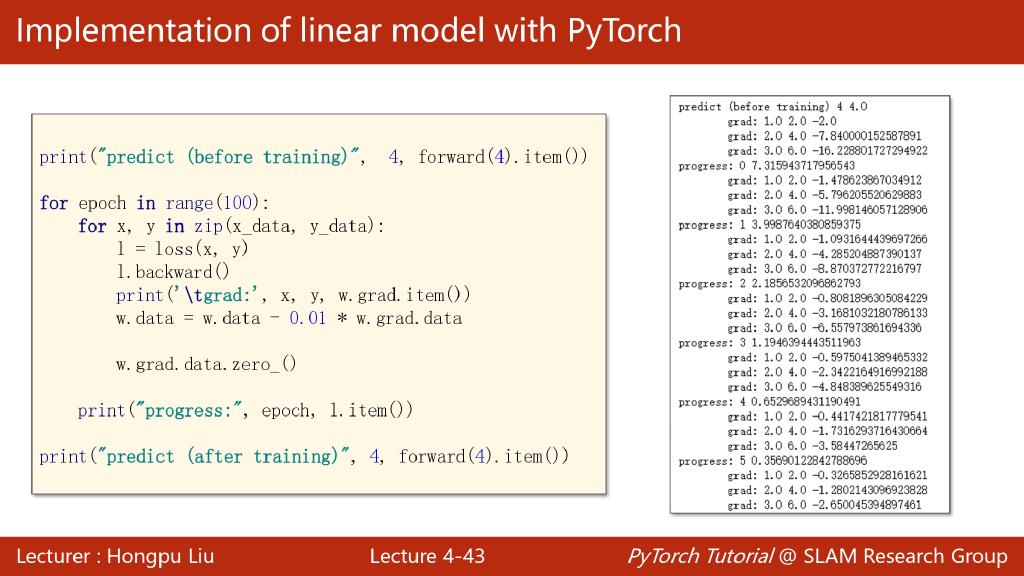 Implementation of linear model with PyTorch
print("predict (before training)", 4, forward(4).item())
for epoch in range(100):
for x, y in zip(x_data, y_data):
l = loss(x, y)
l.backward()
print('\tgrad:', x, y, w.grad.item())
w.data = w.data - 0.01 * w.grad.data
w.grad.data.zero_()
print("progress:", epoch, l.item())
print("predict (after training)", 4, forward(4).item())
predict (before training) 4 4.0
grad: 1.0 2.0 -2.0
grad: 2.0 4.0 -7.840000152587891
grad: 3.0 6.0 -16.228801727294922
progress: 0 7.315943717956543
grad: 1.0 2.0 -1.478623867034912
grad: 2.0 4.0 -5.796205520629883
grad: 3.0 6.0 -11.998146057128906
progress: 1 3.9987640380859375
grad: 1.0 2.0 -1.0931644439697266
grad: 2.0 4.0 -4.285204887390137
grad: 3.0 6.0 -8.870372772216797
progress: 2 2.1856532096862793
grad: 1.0 2.0 -0.8081896305084229
grad: 2.0 4.0 -3.1681032180786133
grad: 3.0 6.0 -6.557973861694336
progress: 3 1.1946394443511963
grad: 1.0 2.0 -0.5975041389465332
grad: 2.0 4.0 -2.3422164916992188
grad: 3.0 6.0 -4.848389625549316
progress: 4 0.6529689431190491
grad: 1.0 2.0 -0.4417421817779541
grad: 2.0 4.0 -1.7316293716430664
grad: 3.0 6.0 -3.58447265625
progress: 5 0.35690122842788696
grad: 1.0 2.0 -0.3265852928161621
grad: 2.0 4.0 -1.2802143096923828
grad: 3.0 6.0 -2.650045394897461
Lecturer : Hongpu Liu
Lecture 4-43
PyTorch Tutorial @ SLAM Research Group